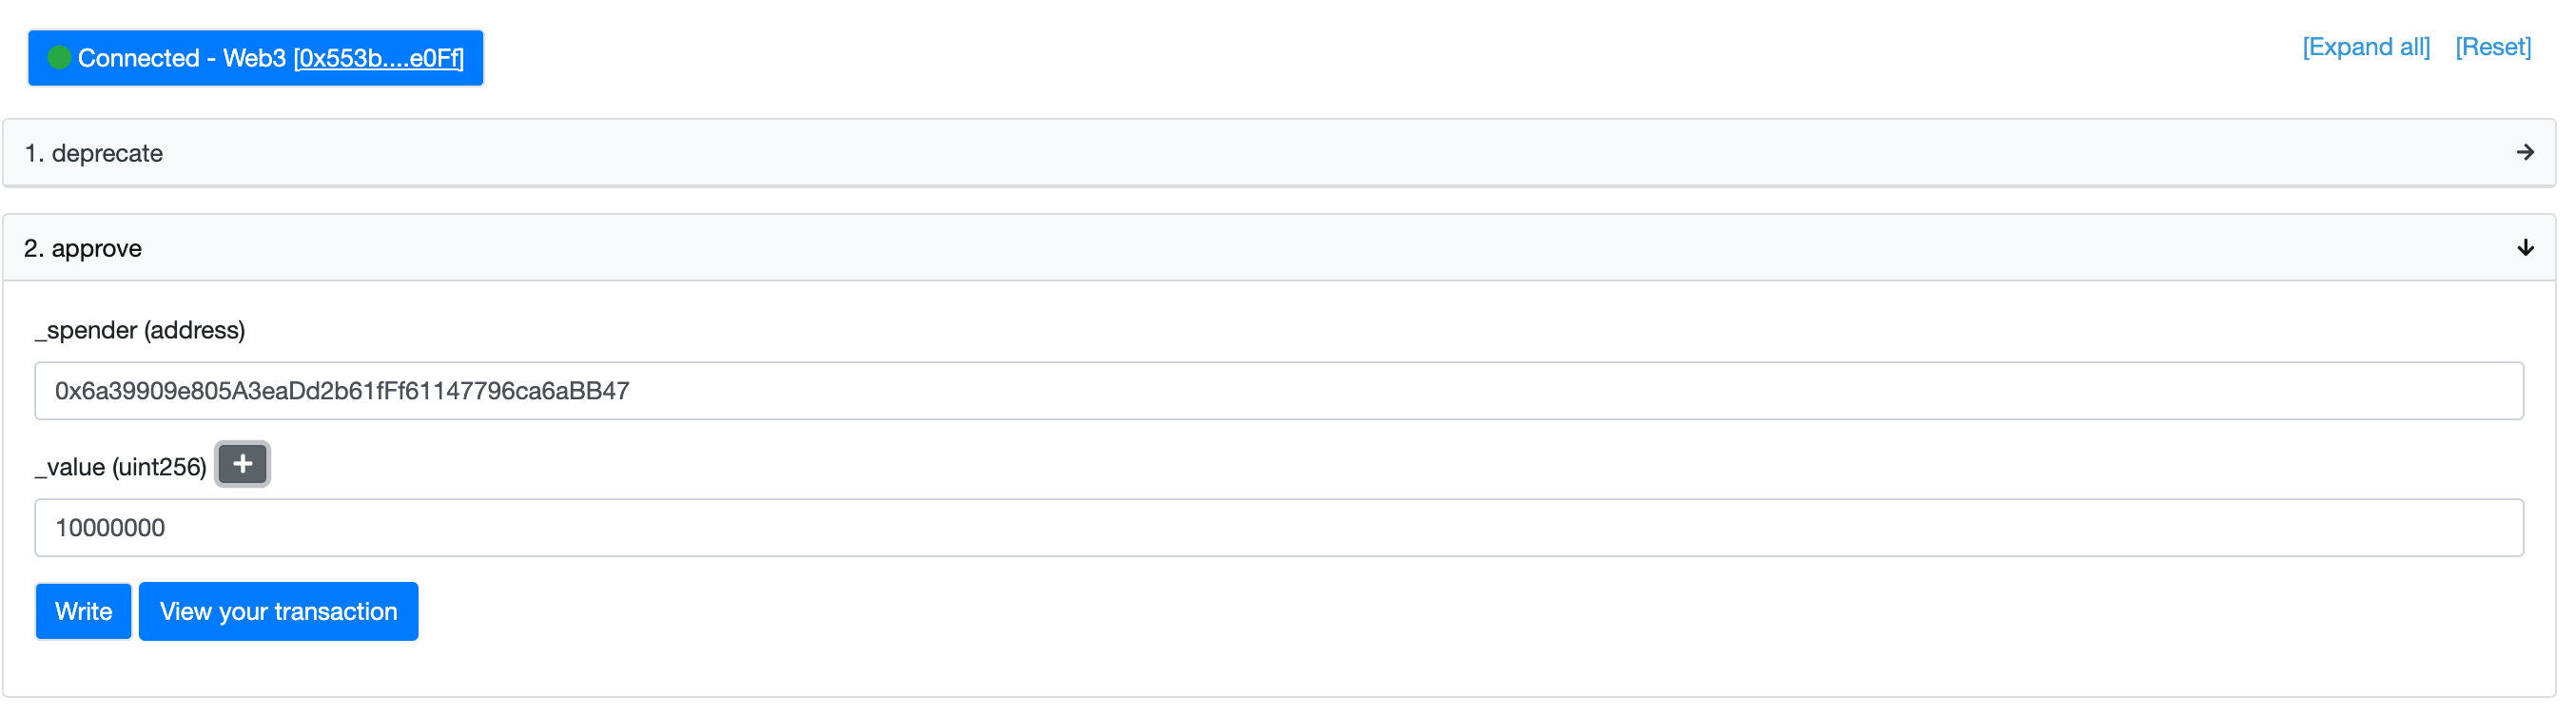 Connected - Web3 [0x553b....e0Ff]
[Expand all] [Reset]
1. deprecate
2. approve
_spender (address)
0x6a39909e805A3eaDd2b61fFf61147796ca6aBB47
_value (uint256)
10000000
Write View your transaction